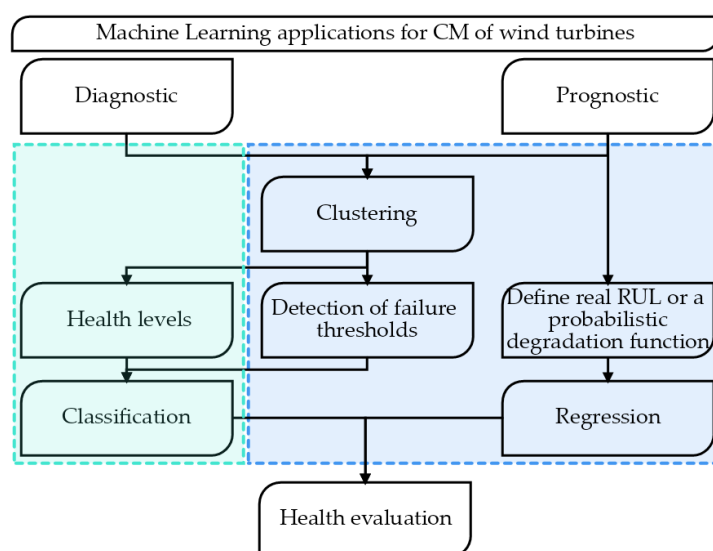 Machine Learning applications for CM of wind turbines
Diagnostic
Prognostic
Clustering
Health levels
Detection of failure
thresholds
Define real RUL or a
probabilistic
degradation function
Classification
Regression
Health evaluation